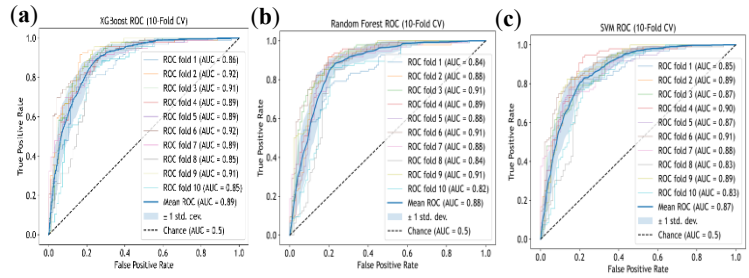 (a)
XGBoost ROC (10-Fold CV)
True Positive Rate
1.0
0.8
0.6
0.4
0.2
0.0
ROC fold 1 (AUC = 0.86)
ROC fold 2 (AUC = 0.92)
ROC fold 3 (AUC = 0.91)
ROC fold 4 (AUC = 0.89)
ROC fold 5 (AUC = 0.89)
ROC fold 6 (AUC = 0.92)
ROC fold 7 (AUC = 0.89)
ROC fold 8 (AUC = 0.85)
ROC fold 9 (AUC = 0.91)
ROC fold 10 (AUC = 0.85)
Mean ROC (AUC = 0.89)
± 1 std. dev.
Chance (AUC = 0.5)
0.0 0.2 0.4 0.6 0.8 1.0
False Positive Rate
(b)
Random Forest ROC (10-Fold CV)
True Positive Rate
1.0
0.8
0.6
0.4
0.2
0.0
ROC fold 1 (AUC = 0.84)
ROC fold 2 (AUC = 0.88)
ROC fold 3 (AUC = 0.91)
ROC fold 4 (AUC = 0.89)
ROC fold 5 (AUC = 0.88)
ROC fold 6 (AUC = 0.91)
ROC fold 7 (AUC = 0.88)
ROC fold 8 (AUC = 0.84)
ROC fold 9 (AUC = 0.91)
ROC fold 10 (AUC = 0.82)
Mean ROC (AUC = 0.88)
± 1 std. dev.
Chance (AUC = 0.5)
0.0 0.2 0.4 0.6 0.8 1.0
False Positive Rate
(c)
SVM ROC (10-Fold CV)
True Positive Rate
1.0
0.8
0.6
0.4
0.2
0.0
ROC fold 1 (AUC = 0.85)
ROC fold 2 (AUC = 0.89)
ROC fold 3 (AUC = 0.87)
ROC fold 4 (AUC = 0.90)
ROC fold 5 (AUC = 0.87)
ROC fold 6 (AUC = 0.91)
ROC fold 7 (AUC = 0.88)
ROC fold 8 (AUC = 0.83)
ROC fold 9 (AUC = 0.89)
ROC fold 10 (AUC = 0.83)
Mean ROC (AUC = 0.87)
± 1 std. dev.
Chance (AUC = 0.5)
0.0 0.2 0.4 0.6 0.8 1.0
False Positive Rate